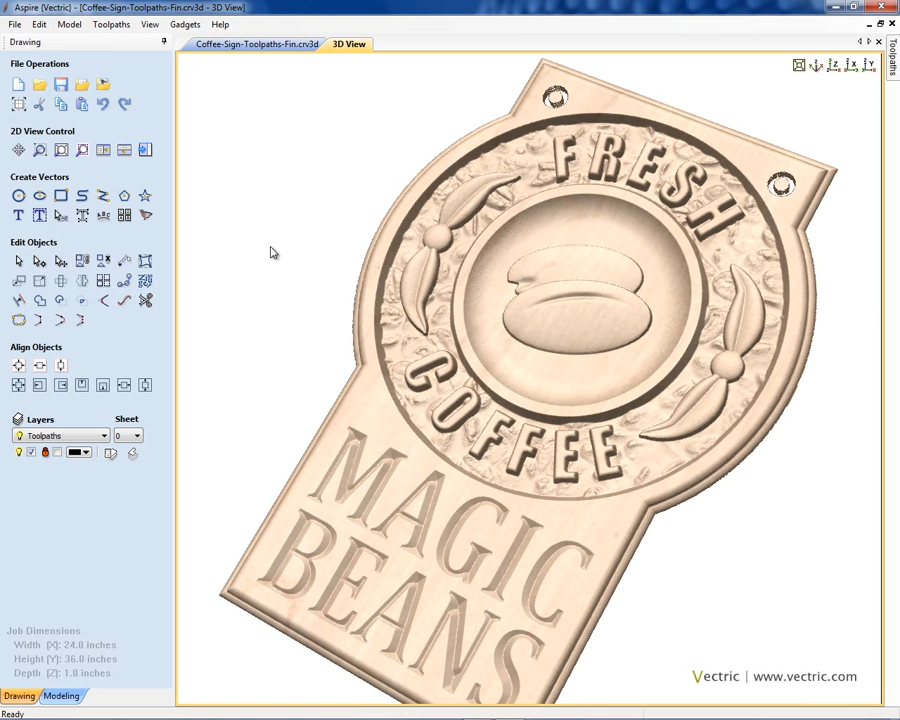 Aspire [Vectric] - [Coffee-Sign-Toolpaths-Fin.crv3d - 3D View]
File Edit Model Toolpaths View Gadgets Help
Drawing
Coffee-Sign-Toolpaths-Fin.crv3d
3D View
Toolpaths
File Operations
2D View Control
Create Vectors
Edit Objects
Align Objects
Layers
Sheet
Toolpaths
0
Z
X
Y
FRESH
COFFEE
MAGIC
BEANS
Job Dimensions
Width (X): 24.0 inches
Height (Y): 36.0 inches
Depth (Z): 1.0 inches
Drawing
Modeling
Vectric | www.vectric.com
Ready